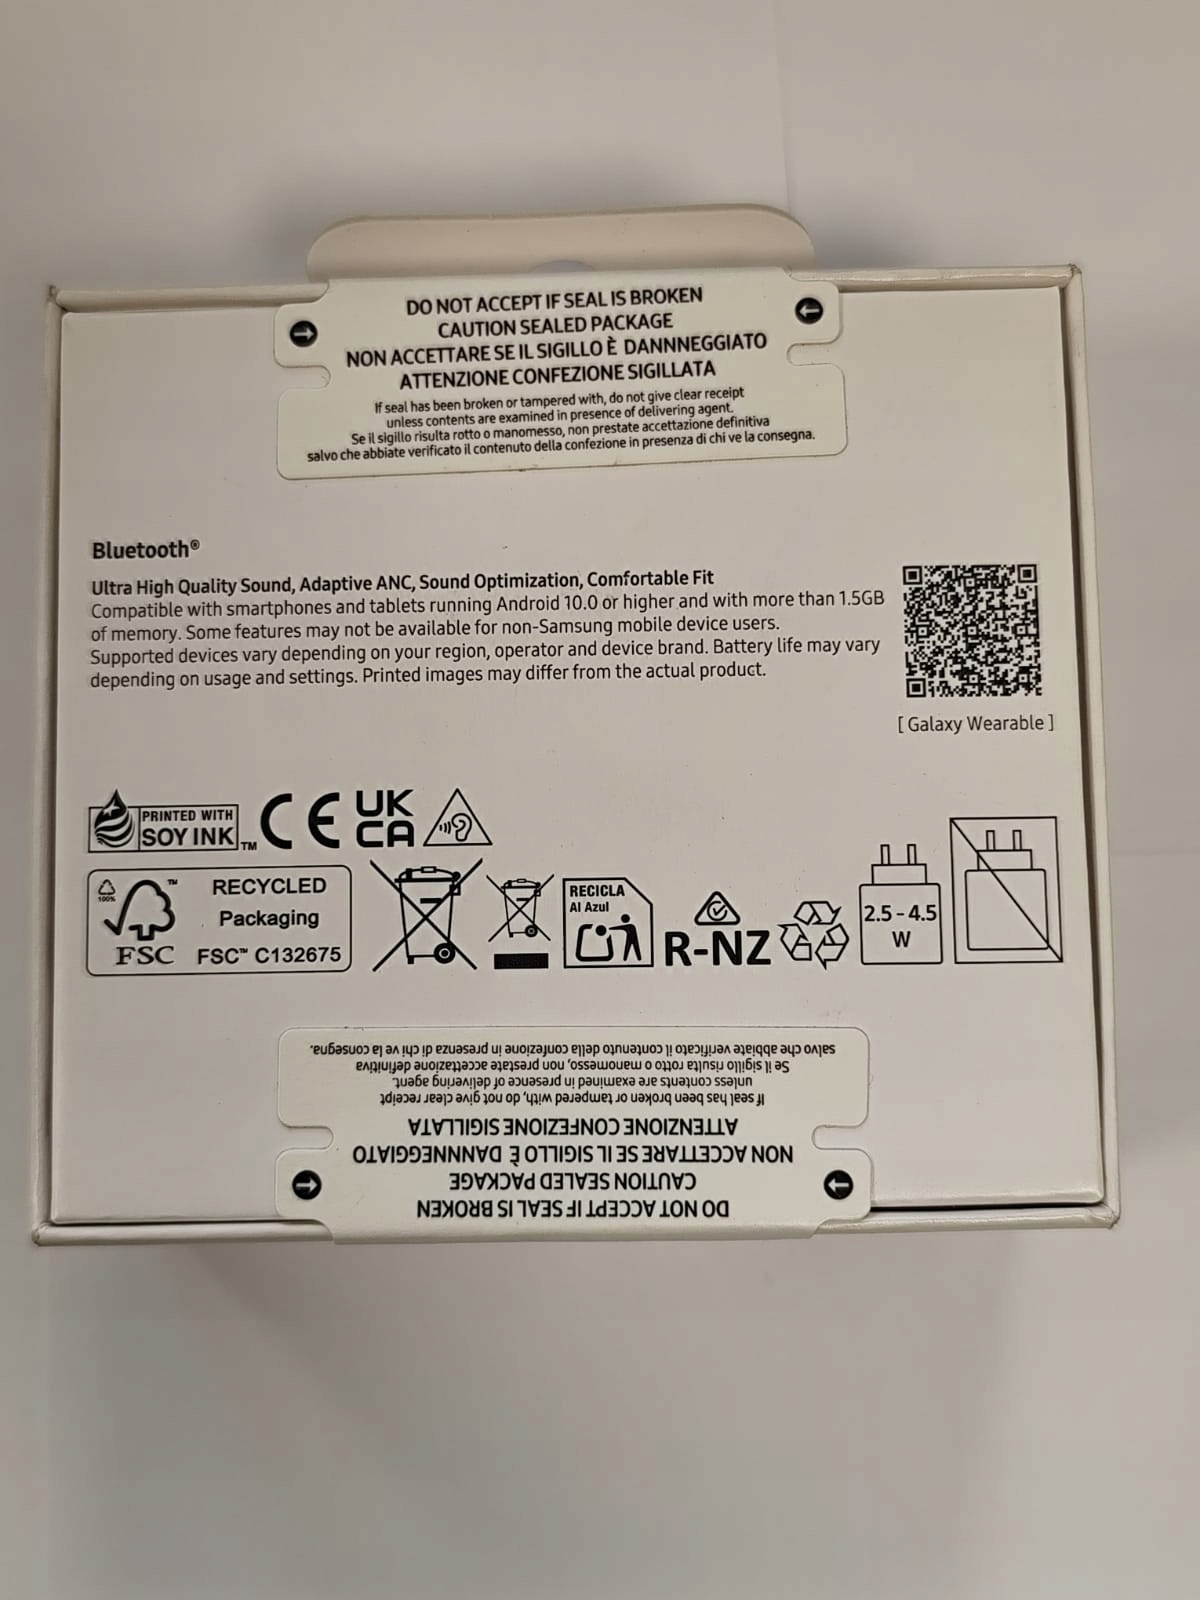 DO NOT ACCEPT IF SEAL IS BROKEN
CAUTION SEALED PACKAGE
NON ACCETTARE SE IL SIGILLO È DANNNEGGIATO
ATTENZIONE CONFEZIONE SIGILLATA
If seal has been broken or tampered with, do not give clear receipt
unless contents are examined in presence of delivering agent.
Se il sigillo risulta rotto o manomesso, non prestate accettazione definitiva
salvo che abbiate verificato il contenuto della confezione in presenza di chi ve la consegna.
Bluetooth®
Ultra High Quality Sound, Adaptive ANC, Sound Optimization, Comfortable Fit
Compatible with smartphones and tablets running Android 10.0 or higher and with more than 1.5GB
of memory. Some features may not be available for non-Samsung mobile device users.
Supported devices vary depending on your region, operator and device brand. Battery life may vary
depending on usage and settings. Printed images may differ from the actual product.
[ Galaxy Wearable ]
PRINTED WITH
SOY INK™
CE
UK
CA
100%
™
FSC
RECYCLED
Packaging
FSC™ C132675
RECICLA
Al Azul
R-NZ
2.5 - 4.5
W
DO NOT ACCEPT IF SEAL IS BROKEN
CAUTION SEALED PACKAGE
NON ACCETTARE SE IL SIGILLO È DANNNEGGIATO
ATTENZIONE CONFEZIONE SIGILLATA
If seal has been broken or tampered with, do not give clear receipt
unless contents are examined in presence of delivering agent.
Se il sigillo risulta rotto o manomesso, non prestate accettazione definitiva
salvo che abbiate verificato il contenuto della confezione in presenza di chi ve la consegna.